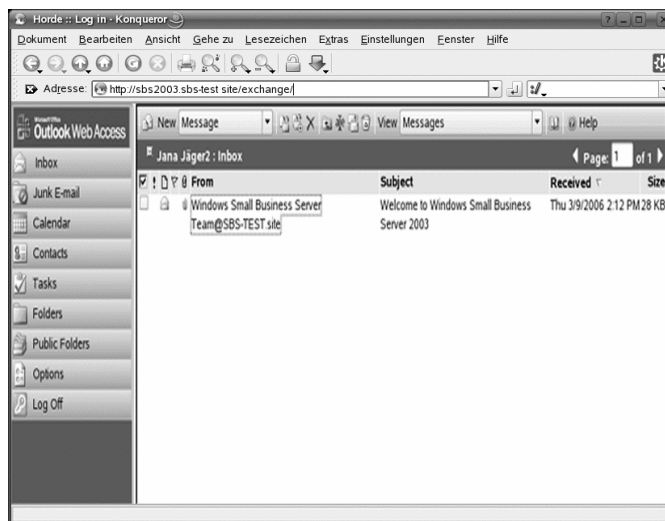 Horde :: Log in - Konqueror
Dokument Bearbeiten Ansicht Gehe zu Lesezeichen Extras Einstellungen Fenster Hilfe
Adresse: http://sbs2003.sbs-test site/exchange/
Microsoft Office
Outlook Web Access
New Message View Messages Help
Jana Jäger2 : Inbox Page: 1 of 1
From Subject Received Size
Windows Small Business Server Team@SBS-TEST.site Welcome to Windows Small Business Server 2003 Thu 3/9/2006 2:12 PM 28 KB
Inbox
Junk E-mail
Calendar
Contacts
Tasks
Folders
Public Folders
Options
Log Off